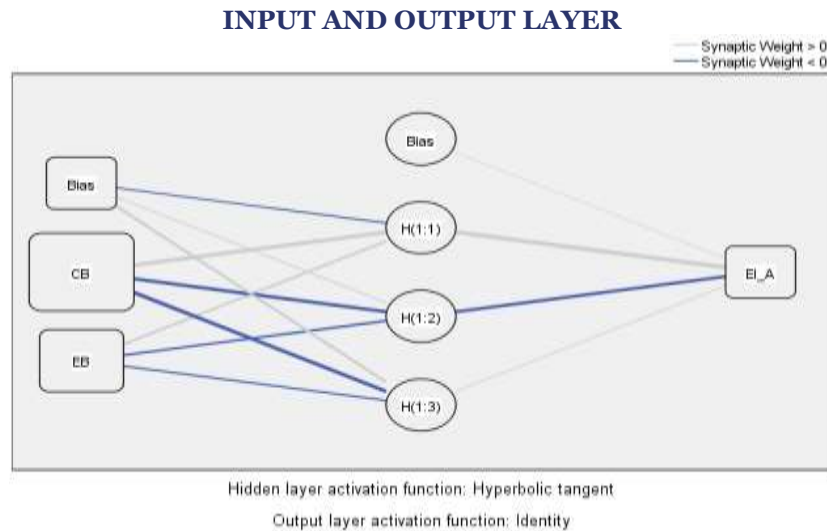 INPUT AND OUTPUT LAYER
Synaptic Weight > 0
Synaptic Weight < 0
Bias
Bias
H(1:1)
CB
EI_A
H(1:2)
EB
H(1:3)
Hidden layer activation function: Hyperbolic tangent
Output layer activation function: Identity